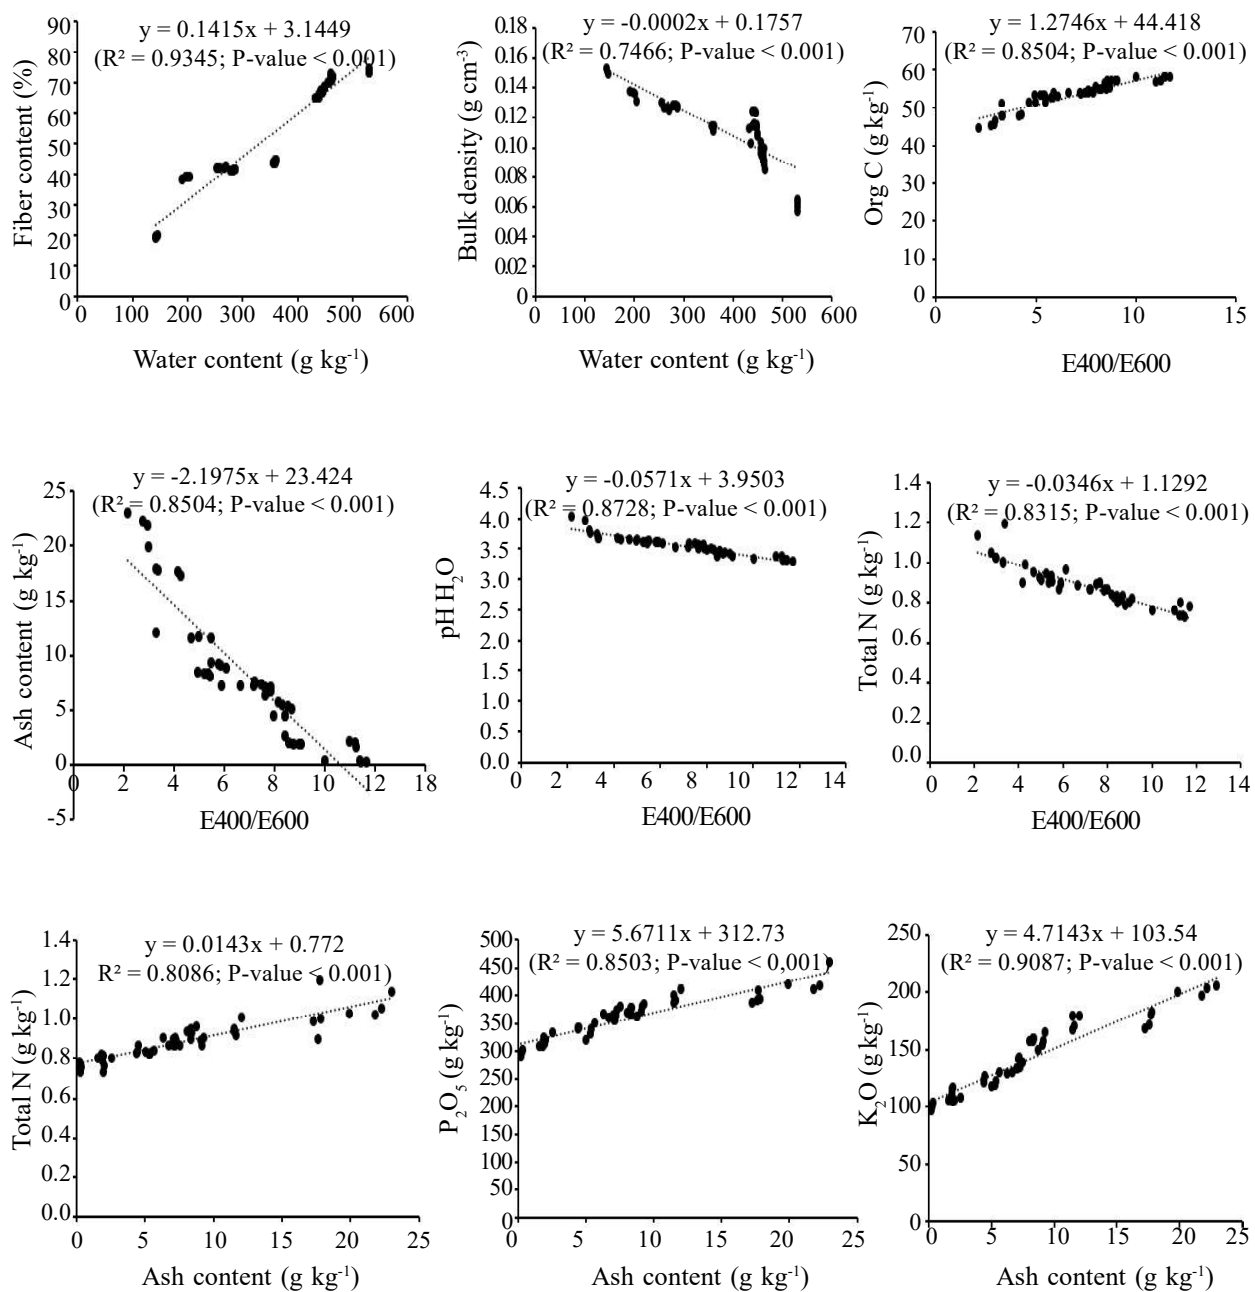 y = 0.1415x + 3.1449
(R² = 0.9345; P-value < 0.001)
Fiber content (%)
90
80
70
60
50
40
30
20
10
0
0 100 200 300 400 500 600
Water content (g kg⁻¹)
y = -0.0002x + 0.1757
(R² = 0.7466; P-value < 0.001)
Bulk density (g cm⁻³)
0.18
0.16
0.14
0.12
0.10
0.08
0.06
0.04
0.02
0
0 100 200 300 400 500 600
Water content (g kg⁻¹)
y = 1.2746x + 44.418
(R² = 0.8504; P-value < 0.001)
Org C (g kg⁻¹)
70
60
50
40
30
20
10
0
0 5 10 15
E400/E600
y = -2.1975x + 23.424
(R² = 0.8504; P-value < 0.001)
Ash content (g kg⁻¹)
25
20
15
10
5
0
-5
0 2 4 6 8 10 12 18
E400/E600
y = -0.0571x + 3.9503
(R² = 0.8728; P-value < 0.001)
pH H₂O
4.5
4.0
3.5
3.0
2.5
2.0
1.5
1.0
0.5
0.0
0 2 4 6 8 10 12 14
E400/E600
y = -0.0346x + 1.1292
(R² = 0.8315; P-value < 0.001)
Total N (g kg⁻¹)
1.4
1.2
1.0
0.8
0.6
0.4
0.2
0.0
0 2 4 6 8 10 12 14
E400/E600
y = 0.0143x + 0.772
R² = 0.8086; P-value < 0.001)
Total N (g kg⁻¹)
1.4
1.2
1.0
0.8
0.6
0.4
0.2
0.0
0 5 10 15 20 25
Ash content (g kg⁻¹)
y = 5.6711x + 312.73
(R² = 0.8503; P-value < 0,001)
P₂O₅ (g kg⁻¹)
500
450
400
350
300
250
200
150
100
50
0
0 5 10 15 20 25
Ash content (g kg⁻¹)
y = 4.7143x + 103.54
(R² = 0.9087; P-value < 0.001)
K₂O (g kg⁻¹)
250
200
150
100
50
0
0 5 10 15 20 25
Ash content (g kg⁻¹)